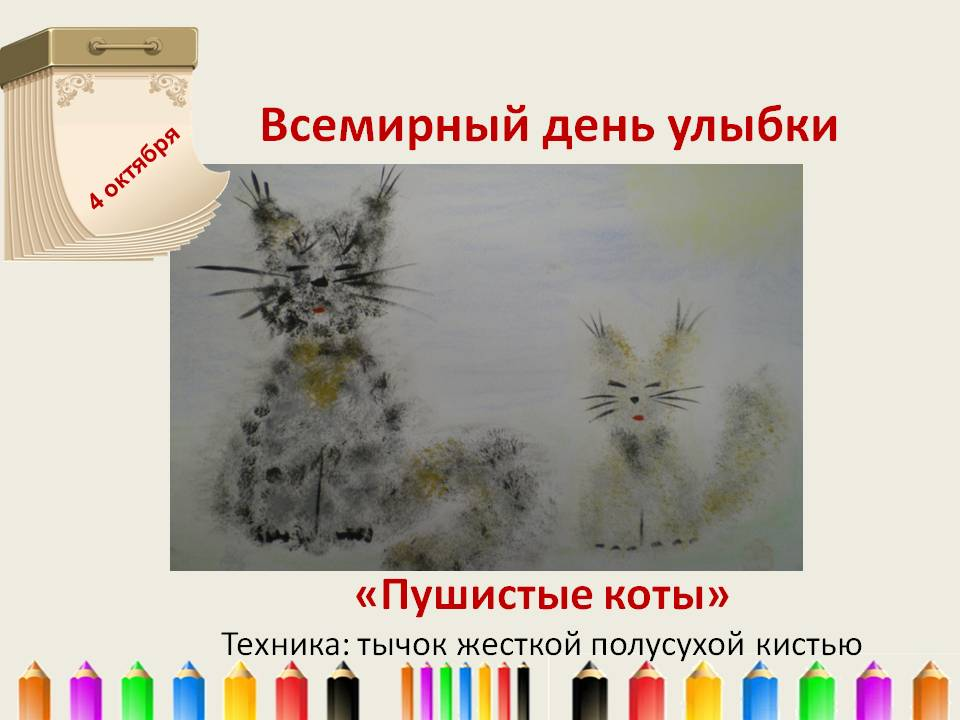 4 октября
Всемирный день улыбки
«Пушистые коты»
Техника: тычок жесткой полусухой кистью